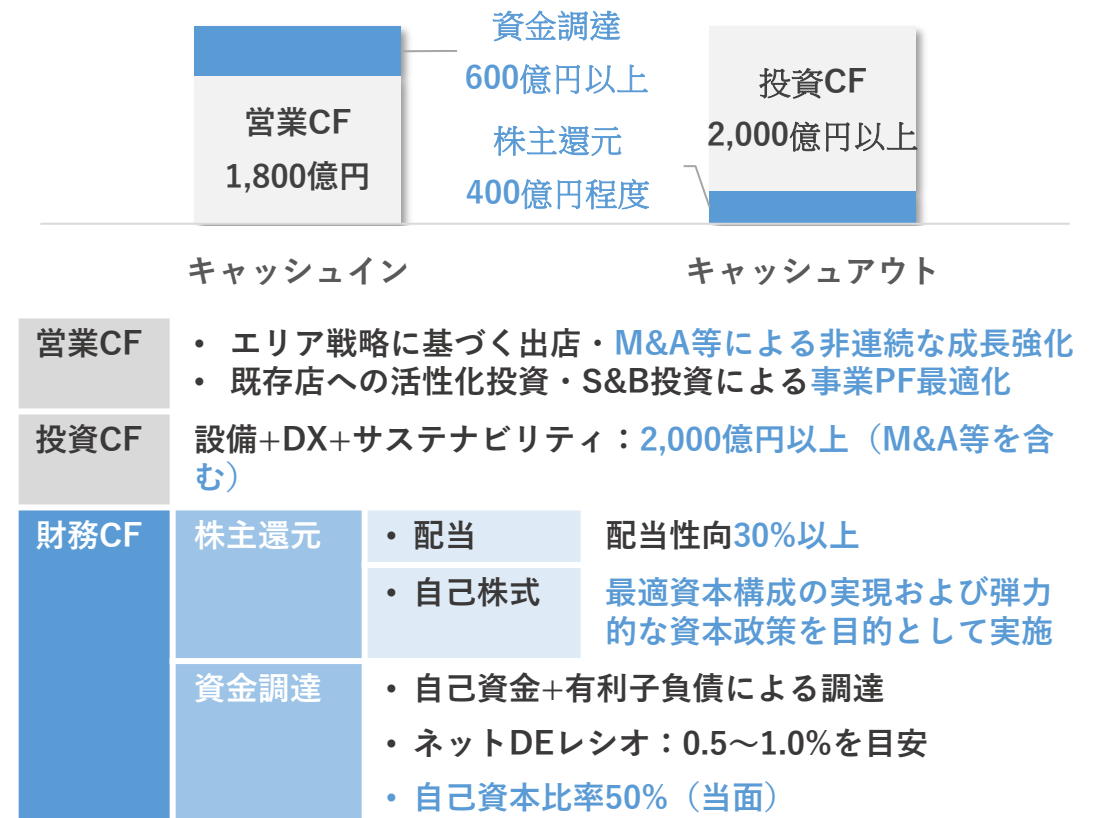 資金調達
600億円以上
営業CF
1,800億円
株主還元
400億円程度
投資CF
2,000億円以上
キャッシュイン
キャッシュアウト
営業CF
• エリア戦略に基づく出店・M&A等による非連続な成長強化
• 既存店への活性化投資・S&B投資による事業PF最適化
投資CF
設備+DX+サステナビリティ：2,000億円以上（M&A等を含
む）
財務CF
株主還元
• 配当
配当性向30%以上
• 自己株式
最適資本構成の実現および弾力
的な資本政策を目的として実施
資金調達
• 自己資金+有利子負債による調達
• ネットDEレシオ：0.5～1.0%を目安
• 自己資本比率50%（当面）